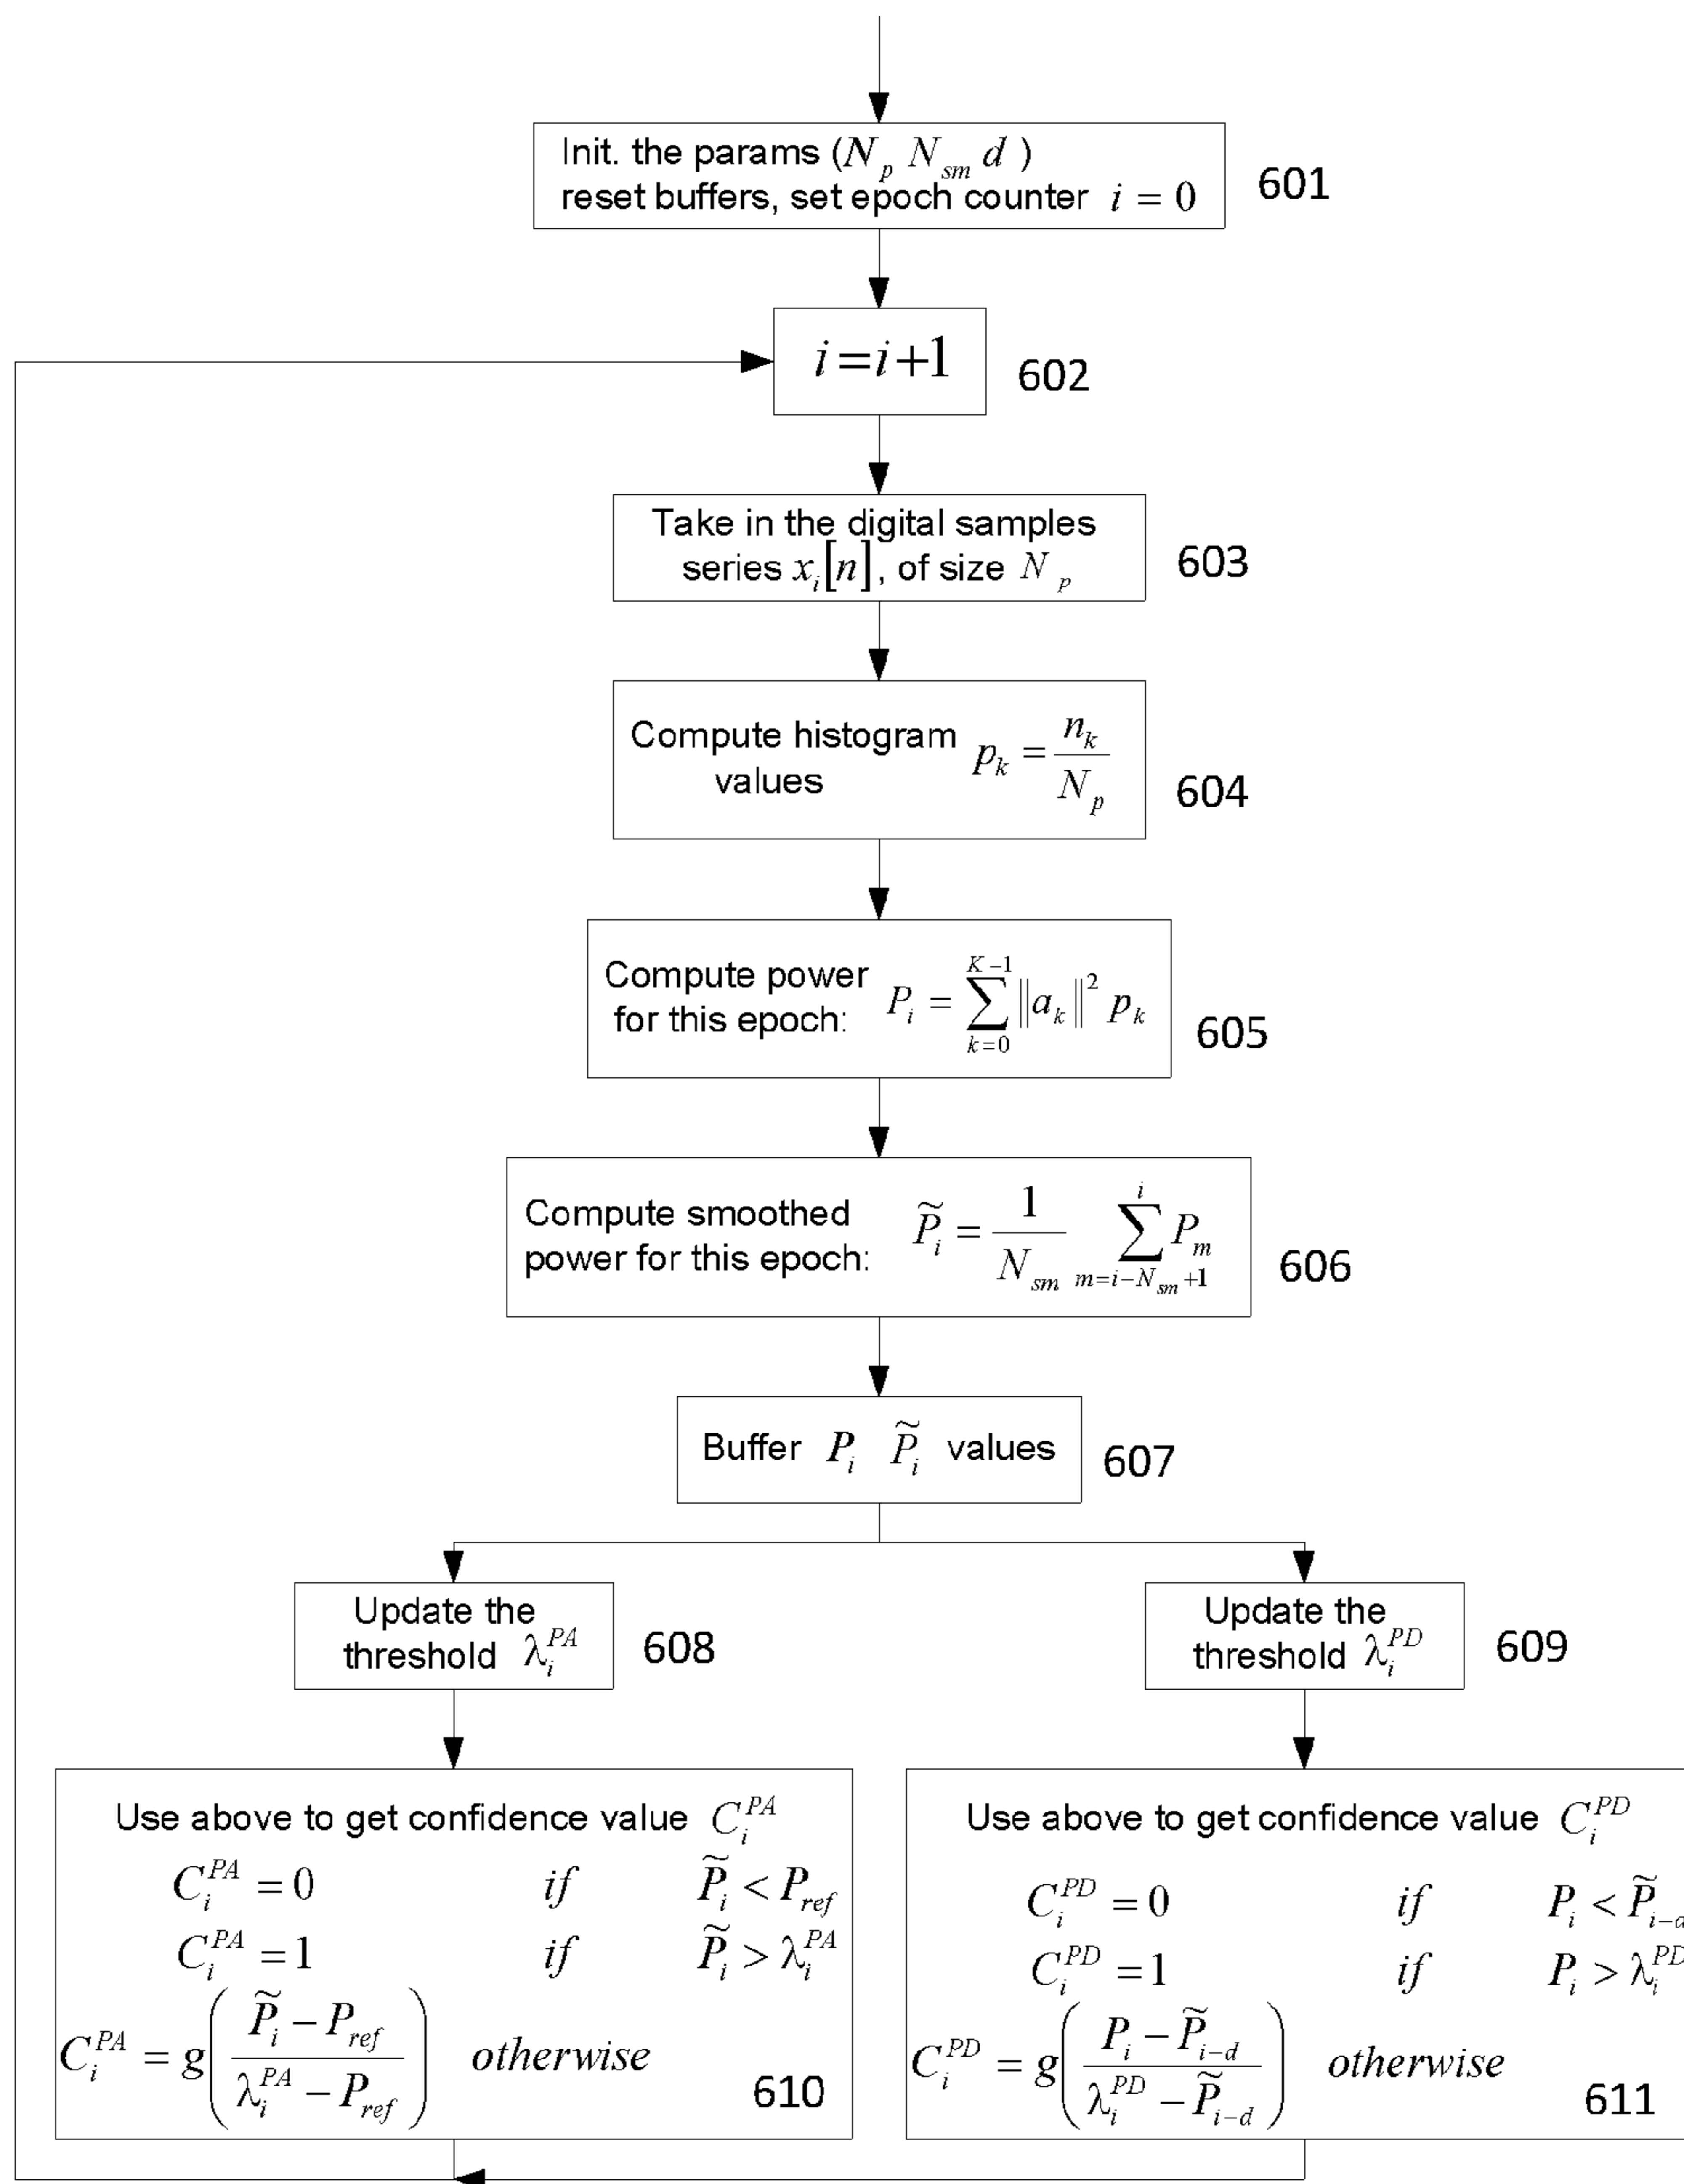 Init. the params (N_p N_sm d )
reset buffers, set epoch counter i = 0
601
i=i+1
602
Take in the digital samples
series x_i[n], of size N_p
603
Compute histogram
values
p_k = n_k / N_p
604
Compute power
for this epoch:
P_i = ∑_{k=0}^{K-1} ‖a_k‖^2 p_k
605
Compute smoothed
power for this epoch:
P̃_i = 1 / N_sm ∑_{m=i-N_sm+1}^{i} P_m
606
Buffer P_i P̃_i values
607
Update the
threshold λ_i^{PA}
608
Update the
threshold λ_i^{PD}
609
Use above to get confidence value C_i^{PA}
C_i^{PA} = 0 if P̃_i < P_ref
C_i^{PA} = 1 if P̃_i > λ_i^{PA}
C_i^{PA} = g( (P̃_i − P_ref) / (λ_i^{PA} − P_ref) ) otherwise
610
Use above to get confidence value C_i^{PD}
C_i^{PD} = 0 if P_i < P̃_{i−d}
C_i^{PD} = 1 if P_i > λ_i^{PD}
C_i^{PD} = g( (P_i − P̃_{i−d}) / (λ_i^{PD} − P̃_{i−d}) ) otherwise
611